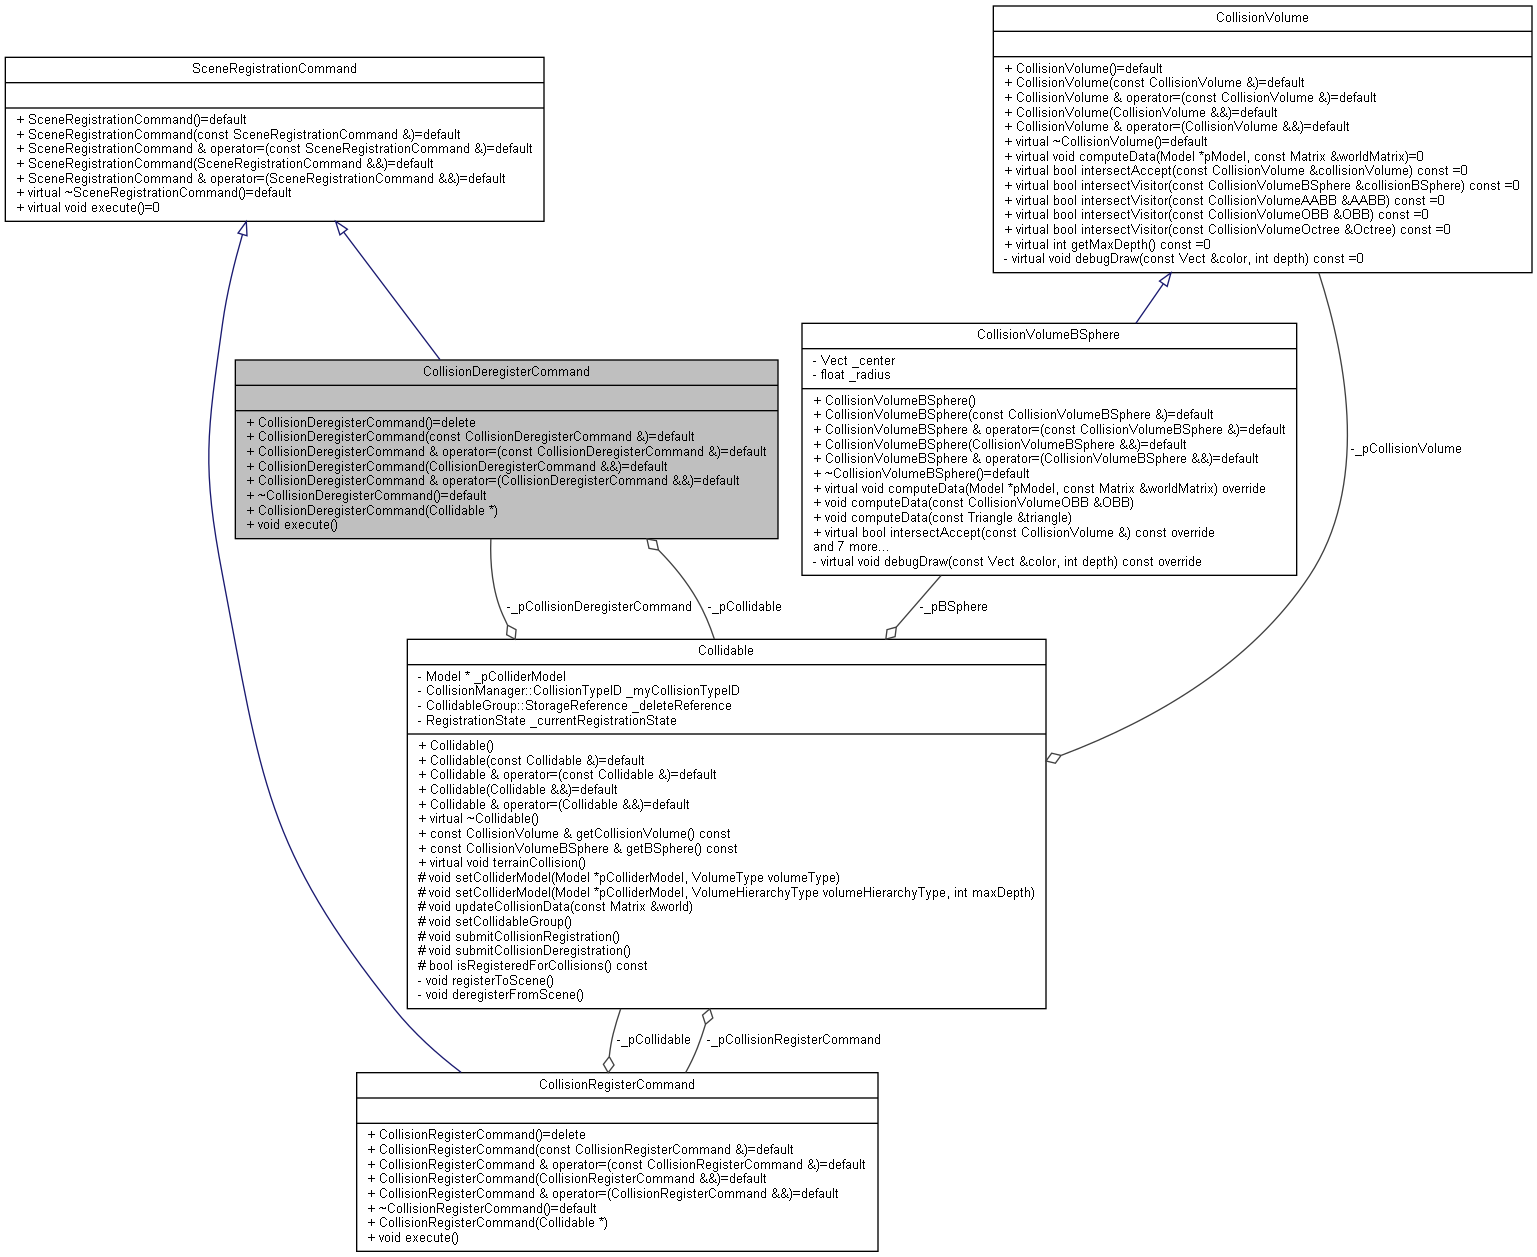 CollisionVolume
+ CollisionVolume()=default
+ CollisionVolume(const CollisionVolume &)=default
+ CollisionVolume & operator=(const CollisionVolume &)=default
+ CollisionVolume(CollisionVolume &&)=default
+ CollisionVolume & operator=(CollisionVolume &&)=default
+ virtual ~CollisionVolume()=default
+ virtual void computeData(Model *pModel, const Matrix &worldMatrix)=0
+ virtual bool intersectAccept(const CollisionVolume &collisionVolume) const =0
+ virtual bool intersectVisitor(const CollisionVolumeBSphere &collisionBSphere) const =0
+ virtual bool intersectVisitor(const CollisionVolumeAABB &AABB) const =0
+ virtual bool intersectVisitor(const CollisionVolumeOBB &OBB) const =0
+ virtual bool intersectVisitor(const CollisionVolumeOctree &Octree) const =0
+ virtual int getMaxDepth() const =0
- virtual void debugDraw(const Vect &color, int depth) const =0
SceneRegistrationCommand
+ SceneRegistrationCommand()=default
+ SceneRegistrationCommand(const SceneRegistrationCommand &)=default
+ SceneRegistrationCommand & operator=(const SceneRegistrationCommand &)=default
+ SceneRegistrationCommand(SceneRegistrationCommand &&)=default
+ SceneRegistrationCommand & operator=(SceneRegistrationCommand &&)=default
+ virtual ~SceneRegistrationCommand()=default
+ virtual void execute()=0
CollisionVolumeBSphere
- Vect _center
- float _radius
+ CollisionVolumeBSphere()
+ CollisionVolumeBSphere(const CollisionVolumeBSphere &)=default
+ CollisionVolumeBSphere & operator=(const CollisionVolumeBSphere &)=default
+ CollisionVolumeBSphere(CollisionVolumeBSphere &&)=default
+ CollisionVolumeBSphere & operator=(CollisionVolumeBSphere &&)=default
+ ~CollisionVolumeBSphere()=default
+ virtual void computeData(Model *pModel, const Matrix &worldMatrix) override
+ void computeData(const CollisionVolumeOBB &OBB)
+ void computeData(const Triangle &triangle)
+ virtual bool intersectAccept(const CollisionVolume &) const override
and 7 more...
- virtual void debugDraw(const Vect &color, int depth) const override
CollisionDeregisterCommand
+ CollisionDeregisterCommand()=delete
+ CollisionDeregisterCommand(const CollisionDeregisterCommand &)=default
+ CollisionDeregisterCommand & operator=(const CollisionDeregisterCommand &)=default
+ CollisionDeregisterCommand(CollisionDeregisterCommand &&)=default
+ CollisionDeregisterCommand & operator=(CollisionDeregisterCommand &&)=default
+ ~CollisionDeregisterCommand()=default
+ CollisionDeregisterCommand(Collidable *)
+ void execute()
-_pCollisionVolume
-_pCollisionDeregisterCommand
-_pCollidable
-_pBSphere
Collidable
- Model * _pColliderModel
- CollisionManager::CollisionTypeID _myCollisionTypeID
- CollidableGroup::StorageReference _deleteReference
- RegistrationState _currentRegistrationState
+ Collidable()
+ Collidable(const Collidable &)=default
+ Collidable & operator=(const Collidable &)=default
+ Collidable(Collidable &&)=default
+ Collidable & operator=(Collidable &&)=default
+ virtual ~Collidable()
+ const CollisionVolume & getCollisionVolume() const
+ const CollisionVolumeBSphere & getBSphere() const
+ virtual void terrainCollision()
# void setColliderModel(Model *pColliderModel, VolumeType volumeType)
# void setColliderModel(Model *pColliderModel, VolumeHierarchyType volumeHierarchyType, int maxDepth)
# void updateCollisionData(const Matrix &world)
# void setCollidableGroup()
# void submitCollisionRegistration()
# void submitCollisionDeregistration()
# bool isRegisteredForCollisions() const
- void registerToScene()
- void deregisterFromScene()
-_pCollidable
-_pCollisionRegisterCommand
CollisionRegisterCommand
+ CollisionRegisterCommand()=delete
+ CollisionRegisterCommand(const CollisionRegisterCommand &)=default
+ CollisionRegisterCommand & operator=(const CollisionRegisterCommand &)=default
+ CollisionRegisterCommand(CollisionRegisterCommand &&)=default
+ CollisionRegisterCommand & operator=(CollisionRegisterCommand &&)=default
+ ~CollisionRegisterCommand()=default
+ CollisionRegisterCommand(Collidable *)
+ void execute()